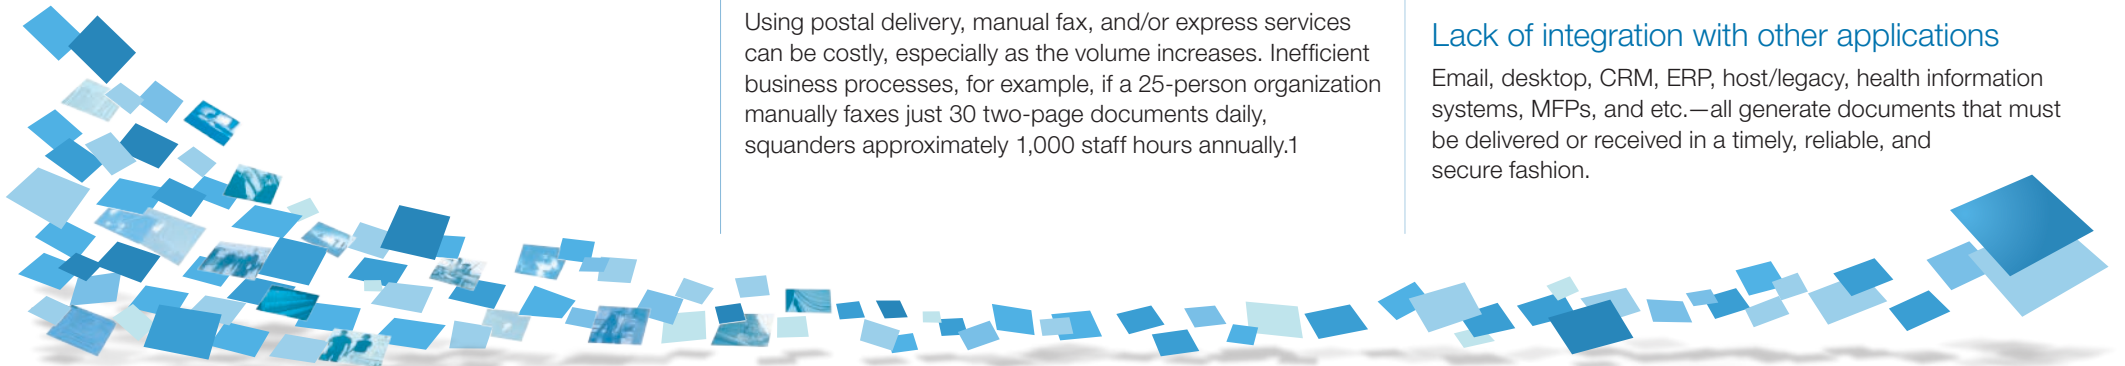 Using postal delivery, manual fax, and/or express services
can be costly, especially as the volume increases. Inefficient
business processes, for example, if a 25-person organization
manually faxes just 30 two-page documents daily,
squanders approximately 1,000 staff hours annually.1
Lack of integration with other applications
Email, desktop, CRM, ERP, host/legacy, health information
systems, MFPs, and etc.—all generate documents that must
be delivered or received in a timely, reliable, and
secure fashion.